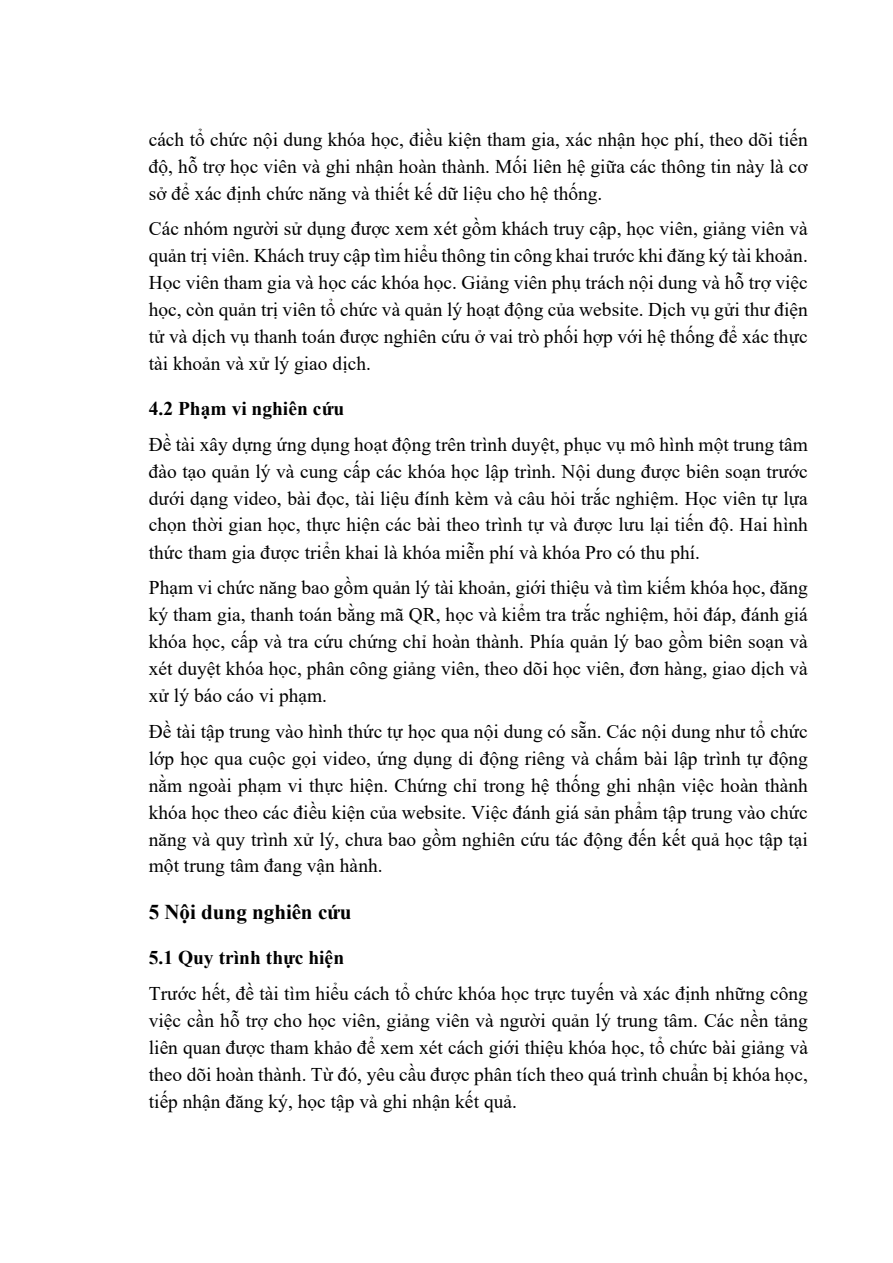 cách tổ chức nội dung khóa học, điều kiện tham gia, xác nhận học phí, theo dõi tiến
độ, hỗ trợ học viên và ghi nhận hoàn thành. Mối liên hệ giữa các thông tin này là cơ
sở để xác định chức năng và thiết kế dữ liệu cho hệ thống.
Các nhóm người sử dụng được xem xét gồm khách truy cập, học viên, giảng viên và
quản trị viên. Khách truy cập tìm hiểu thông tin công khai trước khi đăng ký tài khoản.
Học viên tham gia và học các khóa học. Giảng viên phụ trách nội dung và hỗ trợ việc
học, còn quản trị viên tổ chức và quản lý hoạt động của website. Dịch vụ gửi thư điện
tử và dịch vụ thanh toán được nghiên cứu ở vai trò phối hợp với hệ thống để xác thực
tài khoản và xử lý giao dịch.
4.2 Phạm vi nghiên cứu
Đề tài xây dựng ứng dụng hoạt động trên trình duyệt, phục vụ mô hình một trung tâm
đào tạo quản lý và cung cấp các khóa học lập trình. Nội dung được biên soạn trước
dưới dạng video, bài đọc, tài liệu đính kèm và câu hỏi trắc nghiệm. Học viên tự lựa
chọn thời gian học, thực hiện các bài theo trình tự và được lưu lại tiến độ. Hai hình
thức tham gia được triển khai là khóa miễn phí và khóa Pro có thu phí.
Phạm vi chức năng bao gồm quản lý tài khoản, giới thiệu và tìm kiếm khóa học, đăng
ký tham gia, thanh toán bằng mã QR, học và kiểm tra trắc nghiệm, hỏi đáp, đánh giá
khóa học, cấp và tra cứu chứng chỉ hoàn thành. Phía quản lý bao gồm biên soạn và
xét duyệt khóa học, phân công giảng viên, theo dõi học viên, đơn hàng, giao dịch và
xử lý báo cáo vi phạm.
Đề tài tập trung vào hình thức tự học qua nội dung có sẵn. Các nội dung như tổ chức
lớp học qua cuộc gọi video, ứng dụng di động riêng và chấm bài lập trình tự động
nằm ngoài phạm vi thực hiện. Chứng chỉ trong hệ thống ghi nhận việc hoàn thành
khóa học theo các điều kiện của website. Việc đánh giá sản phẩm tập trung vào chức
năng và quy trình xử lý, chưa bao gồm nghiên cứu tác động đến kết quả học tập tại
một trung tâm đang vận hành.
5 Nội dung nghiên cứu
5.1 Quy trình thực hiện
Trước hết, đề tài tìm hiểu cách tổ chức khóa học trực tuyến và xác định những công
việc cần hỗ trợ cho học viên, giảng viên và người quản lý trung tâm. Các nền tảng
liên quan được tham khảo để xem xét cách giới thiệu khóa học, tổ chức bài giảng và
theo dõi hoàn thành. Từ đó, yêu cầu được phân tích theo quá trình chuẩn bị khóa học,
tiếp nhận đăng ký, học tập và ghi nhận kết quả.